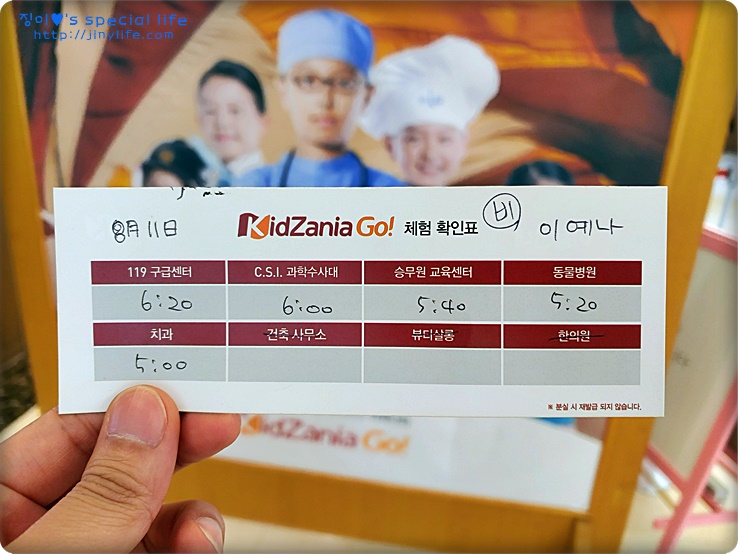 징이♥'s special life
http://jinylife.com
8月 11日 KidZania Go! 체험 확인표 비 이예나
119 구급센터 C.S.I. 과학수사대 승무원 교육센터 동물병원
6:20 6:00 5:40 5:20
치과 건축 사무소 뷰티살롱 한의원
5:00
※ 분실 시 재발급 되지 않습니다.
KidZania Go!